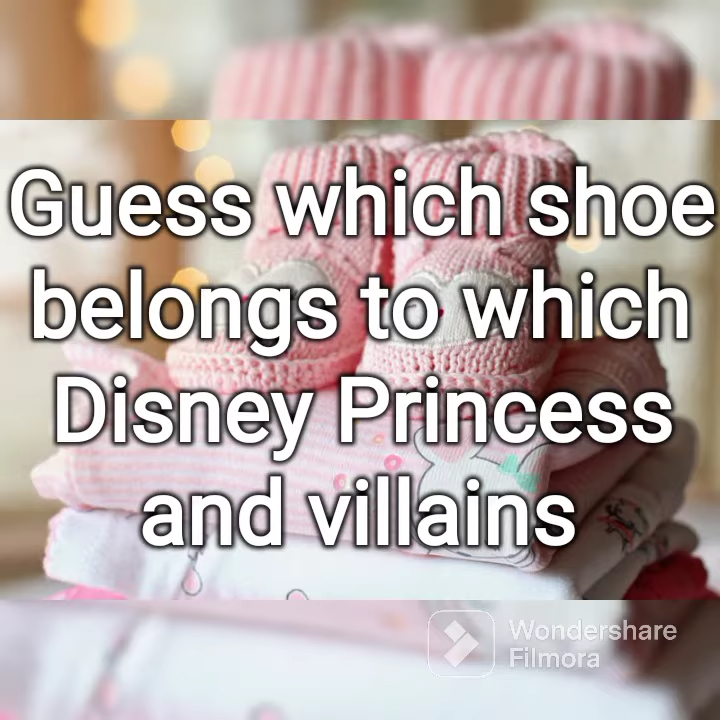 Guess which shoe
belongs to which
Disney Princess
and villains
Wondershare
Filmora